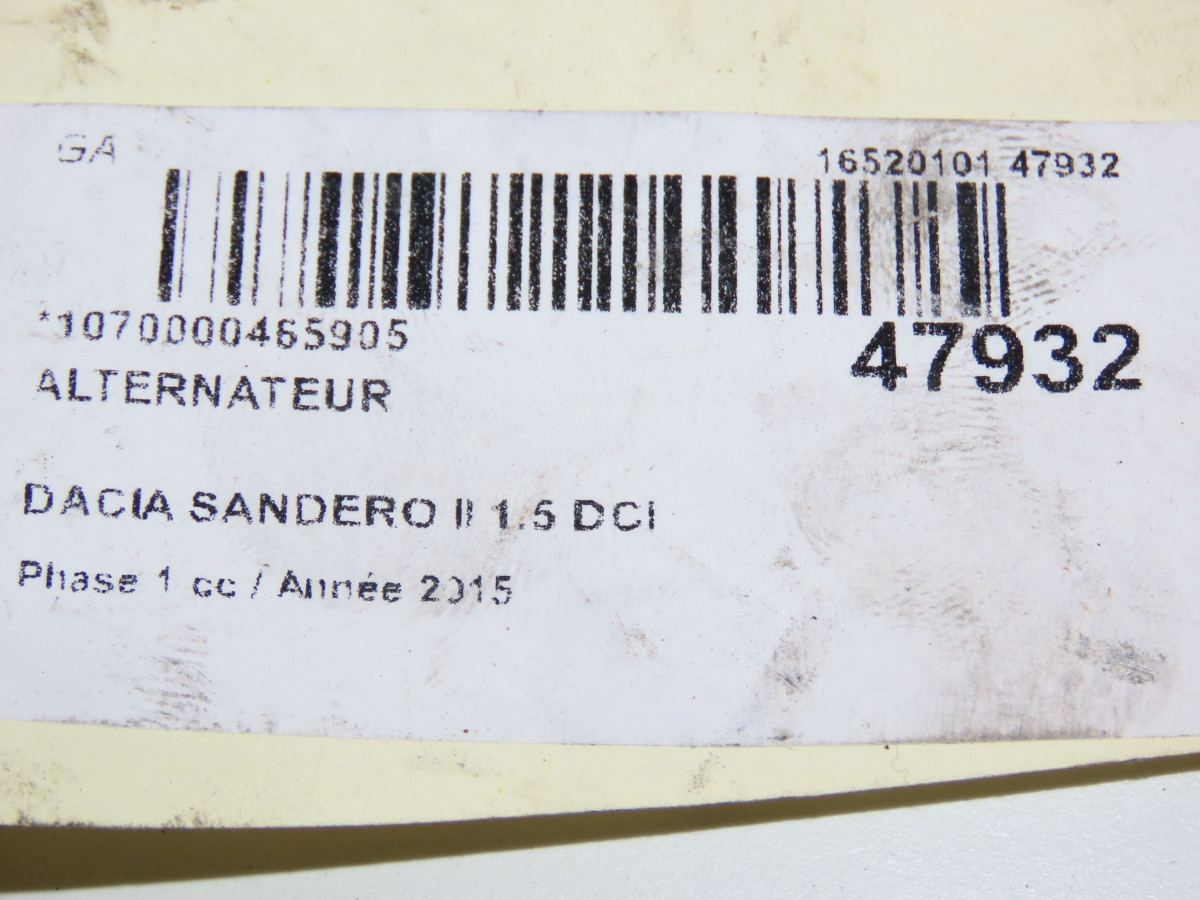 GA
16520101 47932
*1070000465905
47932
ALTERNATEUR
DACIA SANDERO II 1.5 DCI
Phase 1 cc / Année 2015